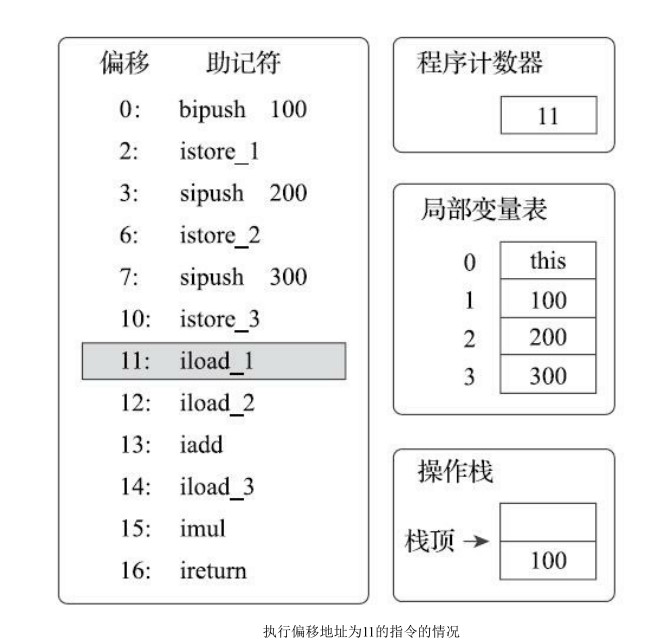 偏移 助记符
0: bipush 100
2: istore_1
3: sipush 200
6: istore_2
7: sipush 300
10: istore_3
11: iload_1
12: iload_2
13: iadd
14: iload_3
15: imul
16: ireturn
程序计数器
11
局部变量表
0 this
1 100
2 200
3 300
操作栈
栈顶
100
执行偏移地址为11的指令的情况